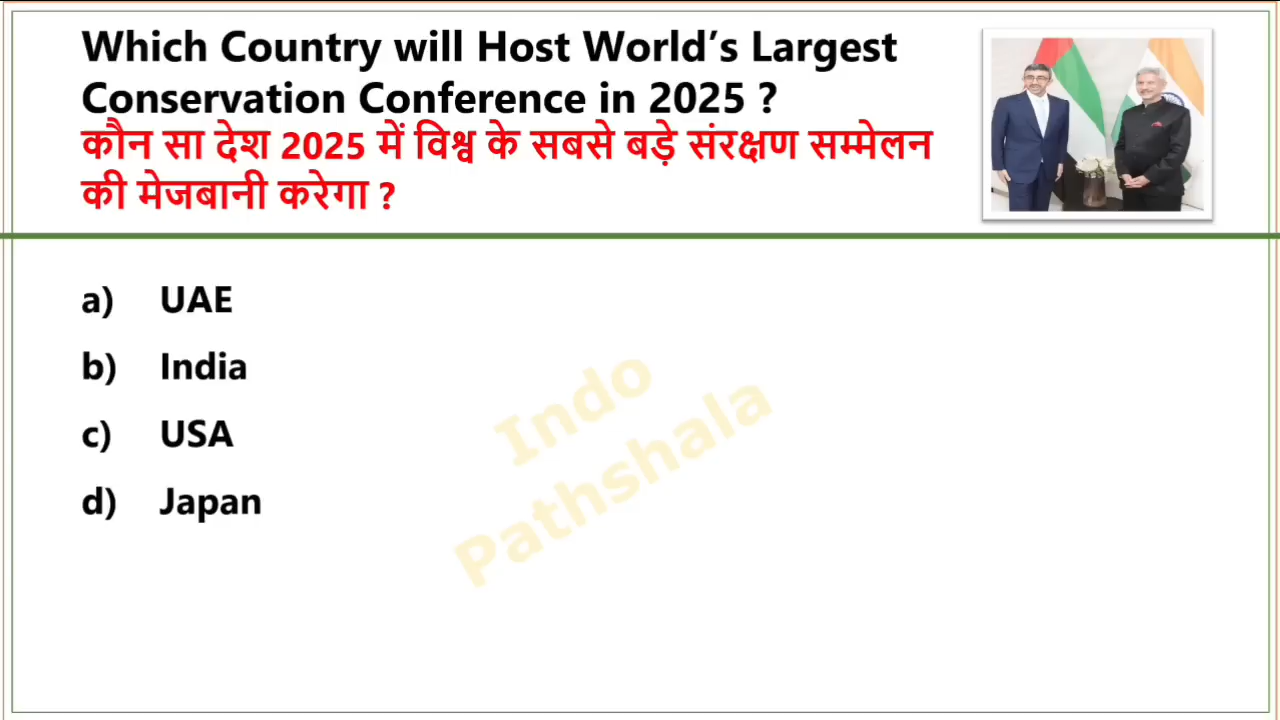 Which Country will Host World’s Largest
Conservation Conference in 2025 ?
कौन सा देश 2025 में विश्व के सबसे बड़े संरक्षण सम्मेलन
की मेजबानी करेगा ?
a) UAE
b) India
c) USA
d) Japan
Indo
Pathshala